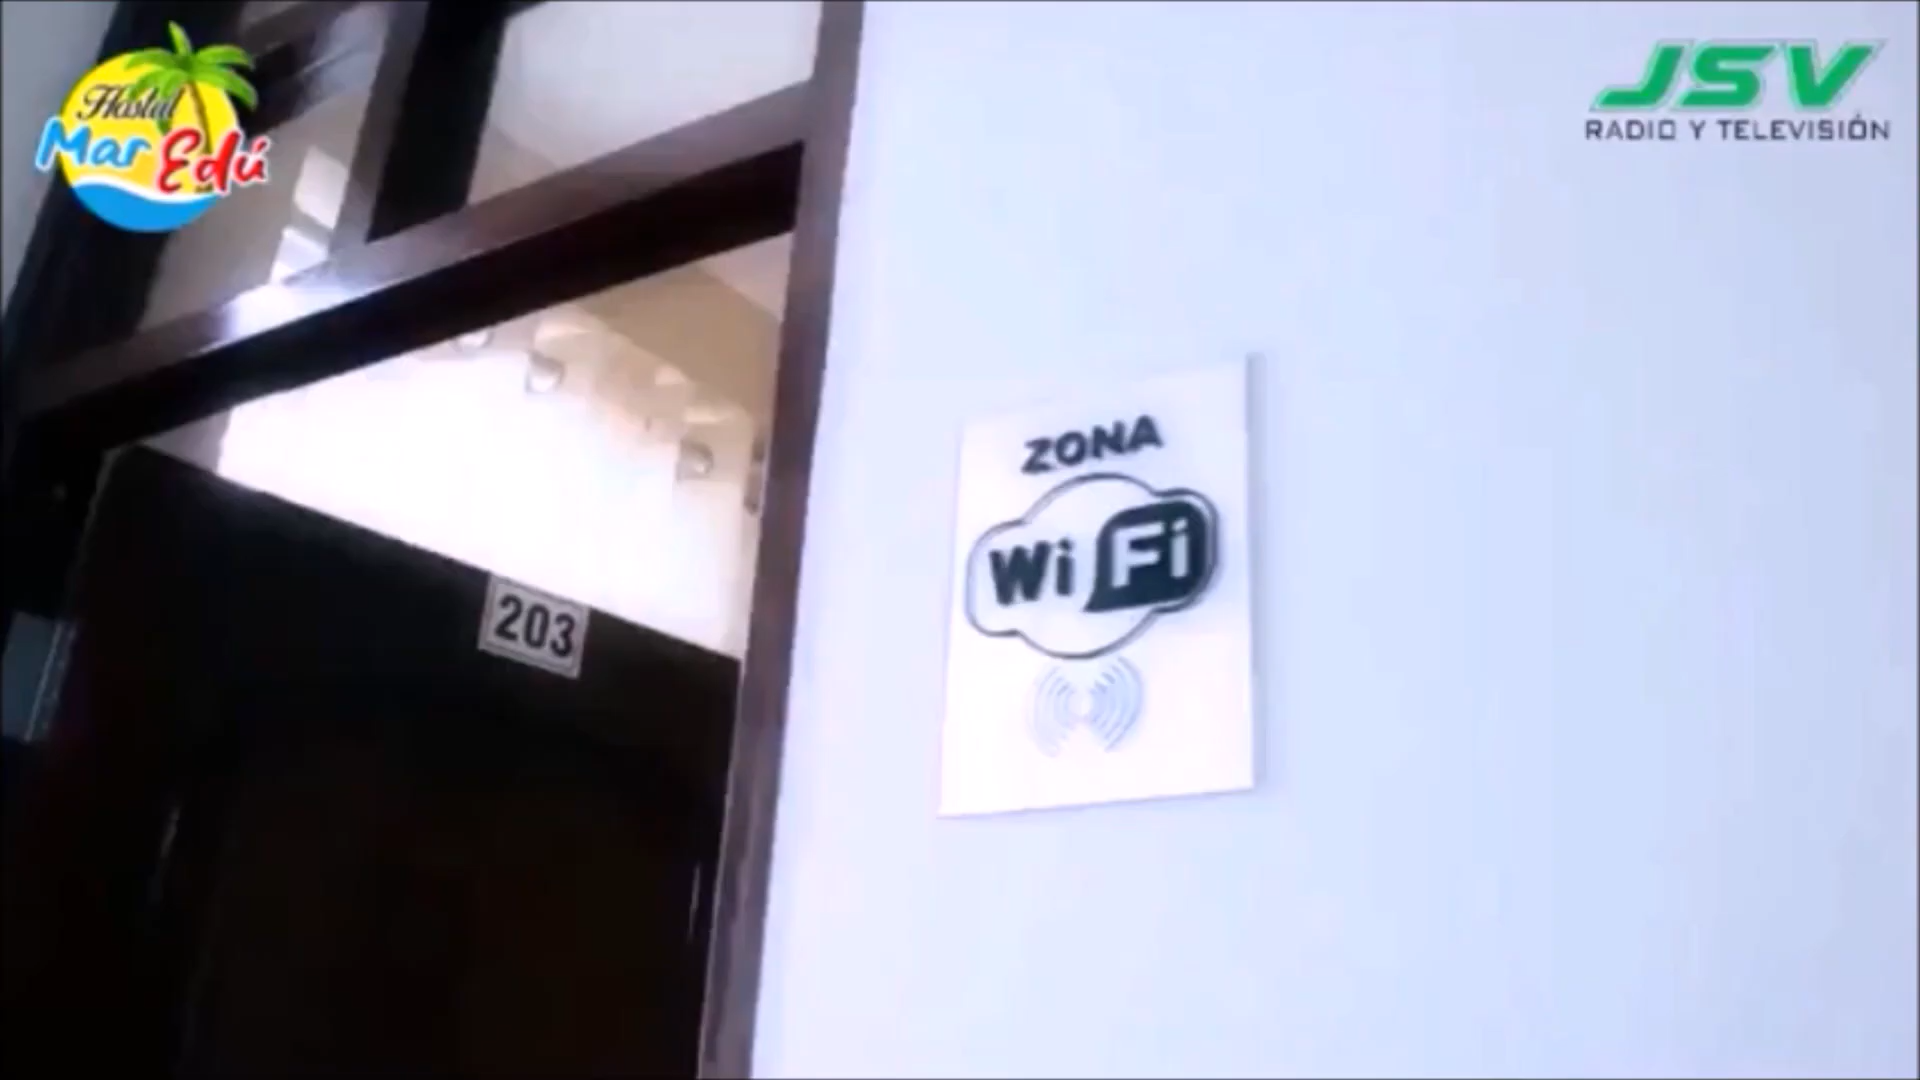 Hostal
Mar Edú
JSV
RADIO Y TELEVISIÓN
ZONA
Wi Fi
203